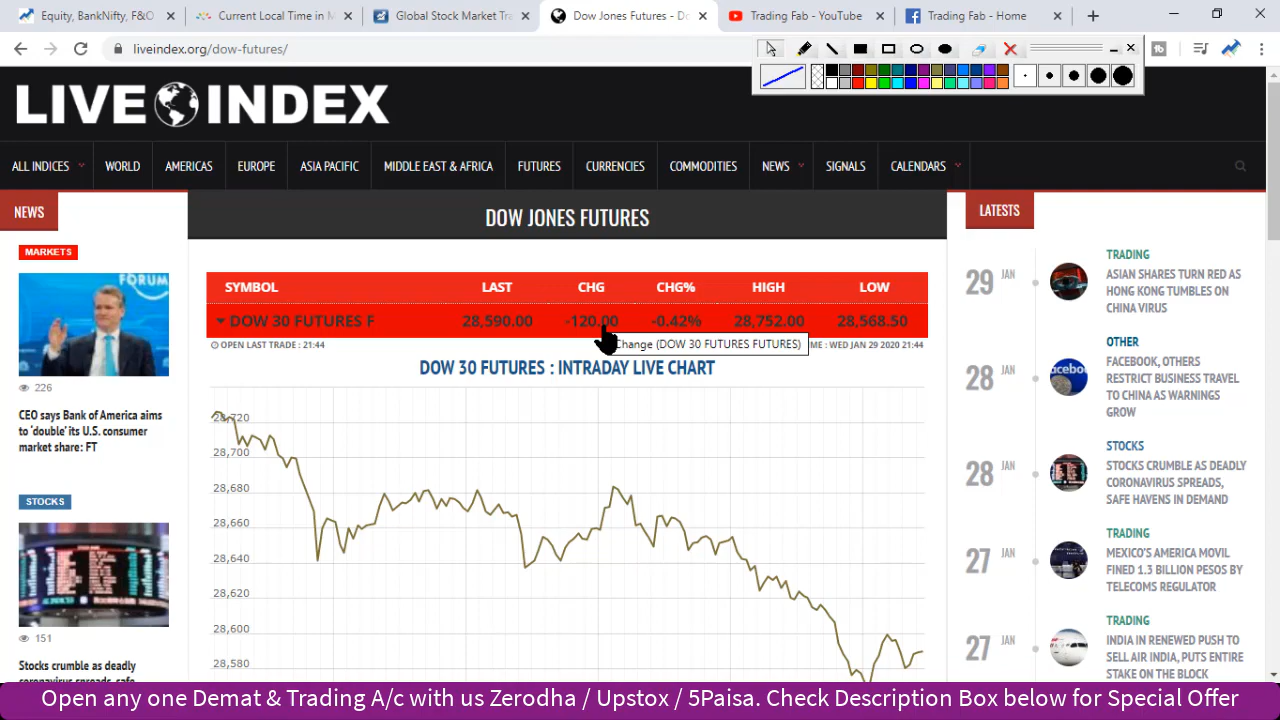 Equity, BankNifty, F&O
Current Local Time in M
Global Stock Market Tra
Dow Jones Futures - Do
Trading Fab - YouTube
Trading Fab - Home
liveindex.org/dow-futures/
LIVE INDEX
ALL INDICES
WORLD
AMERICAS
EUROPE
ASIA PACIFIC
MIDDLE EAST & AFRICA
FUTURES
CURRENCIES
COMMODITIES
NEWS
SIGNALS
CALENDARS
NEWS
MARKETS
FORUM
226
CEO says Bank of America aims
to 'double' its U.S. consumer
market share: FT
STOCKS
151
Stocks crumble as deadly
coronavirus spreads, safe
DOW JONES FUTURES
SYMBOL LAST CHG CHG% HIGH LOW
DOW 30 FUTURES F 28,590.00 -120.00 -0.42% 28,752.00 28,568.50
OPEN LAST TRADE : 21:44
Change (DOW 30 FUTURES FUTURES)
ME : WED JAN 29 2020 21:44
DOW 30 FUTURES : INTRADAY LIVE CHART
28,720
28,700
28,680
28,660
28,640
28,620
28,600
28,580
LATESTS
29 JAN
TRADING
ASIAN SHARES TURN RED AS
HONG KONG TUMBLES ON
CHINA VIRUS
28 JAN
facebo
OTHER
FACEBOOK, OTHERS
RESTRICT BUSINESS TRAVEL
TO CHINA AS WARNINGS
GROW
28 JAN
STOCKS
STOCKS CRUMBLE AS DEADLY
CORONAVIRUS SPREADS,
SAFE HAVENS IN DEMAND
27 JAN
TRADING
MEXICO'S AMERICA MOVIL
FINED 1.3 BILLION PESOS BY
TELECOMS REGULATOR
27 JAN
TRADING
INDIA IN RENEWED PUSH TO
SELL AIR INDIA, PUTS ENTIRE
STAKE ON THE BLOCK
Open any one Demat & Trading A/c with us Zerodha / Upstox / 5Paisa. Check Description Box below for Special Offer